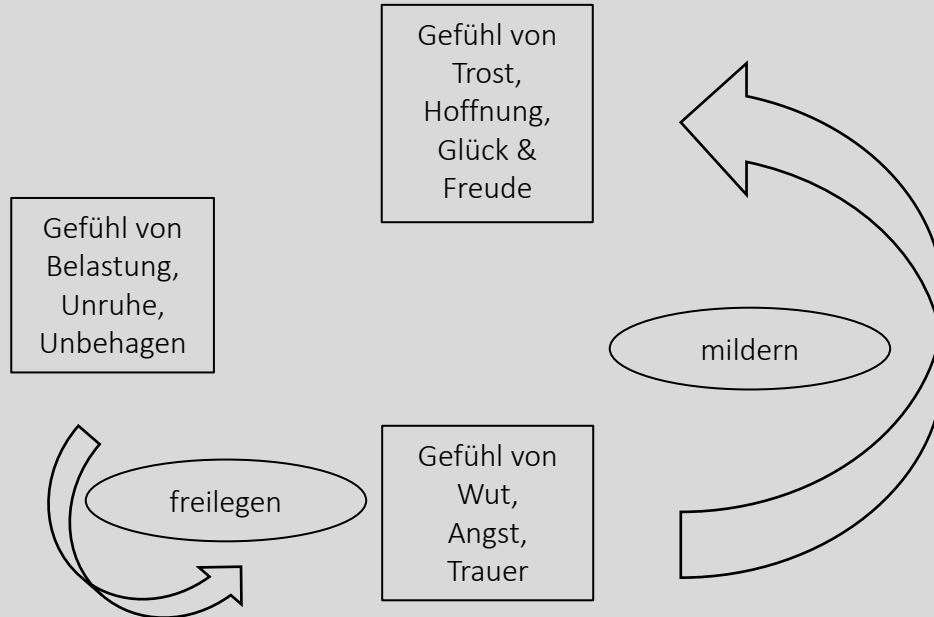 Gefühl von
Trost,
Hoffnung,
Glück &
Freude
Gefühl von
Belastung,
Unruhe,
Unbehagen
mildern
freilegen
Gefühl von
Wut,
Angst,
Trauer